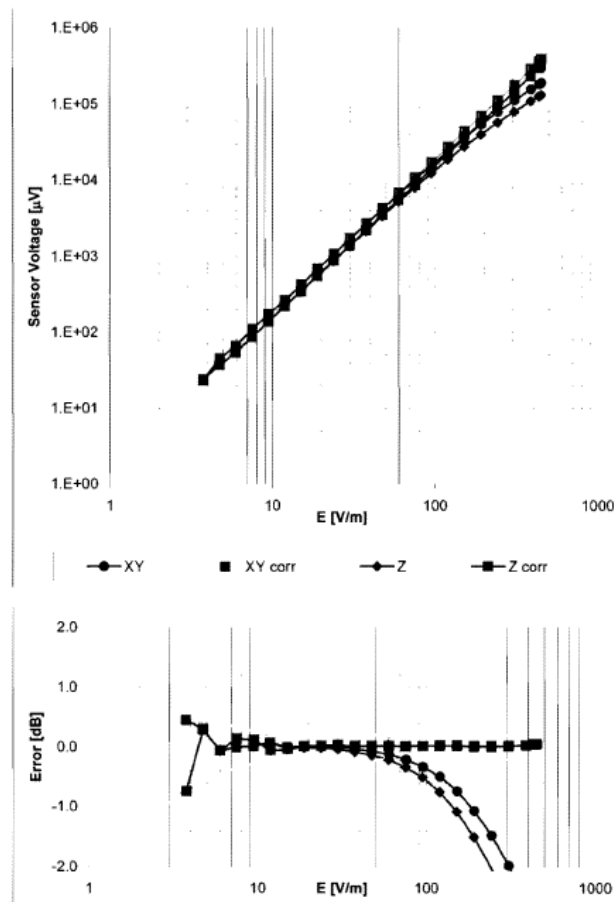 1.E+06
1.E+05
1.E+04
1.E+03
1.E+02
1.E+01
1.E+00
Sensor Voltage [µV]
1 10 100 1000
E [V/m]
XY XY corr Z Z corr
2.0
1.0
0.0
-1.0
-2.0
Error [dB]
1 10 100 1000
E [V/m]